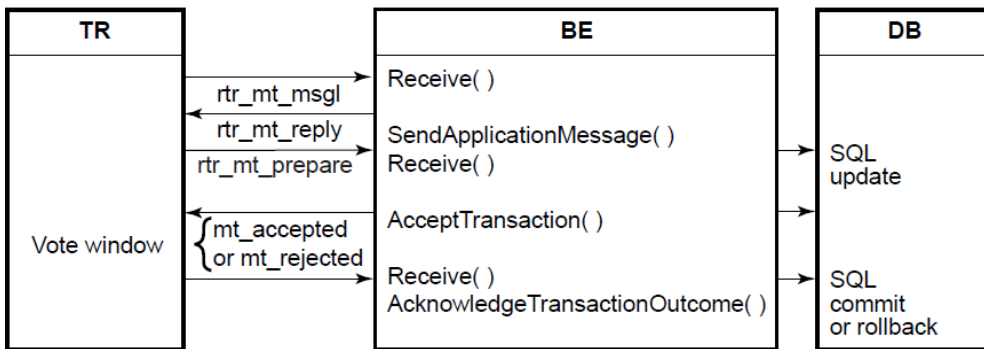 TR
BE
DB
rtr_mt_msgl
Receive( )
rtr_mt_reply
SendApplicationMessage( )
rtr_mt_prepare
Receive( )
SQL
update
AcceptTransaction( )
Vote window
mt_accepted
or mt_rejected
Receive( )
AcknowledgeTransactionOutcome( )
SQL
commit
or rollback